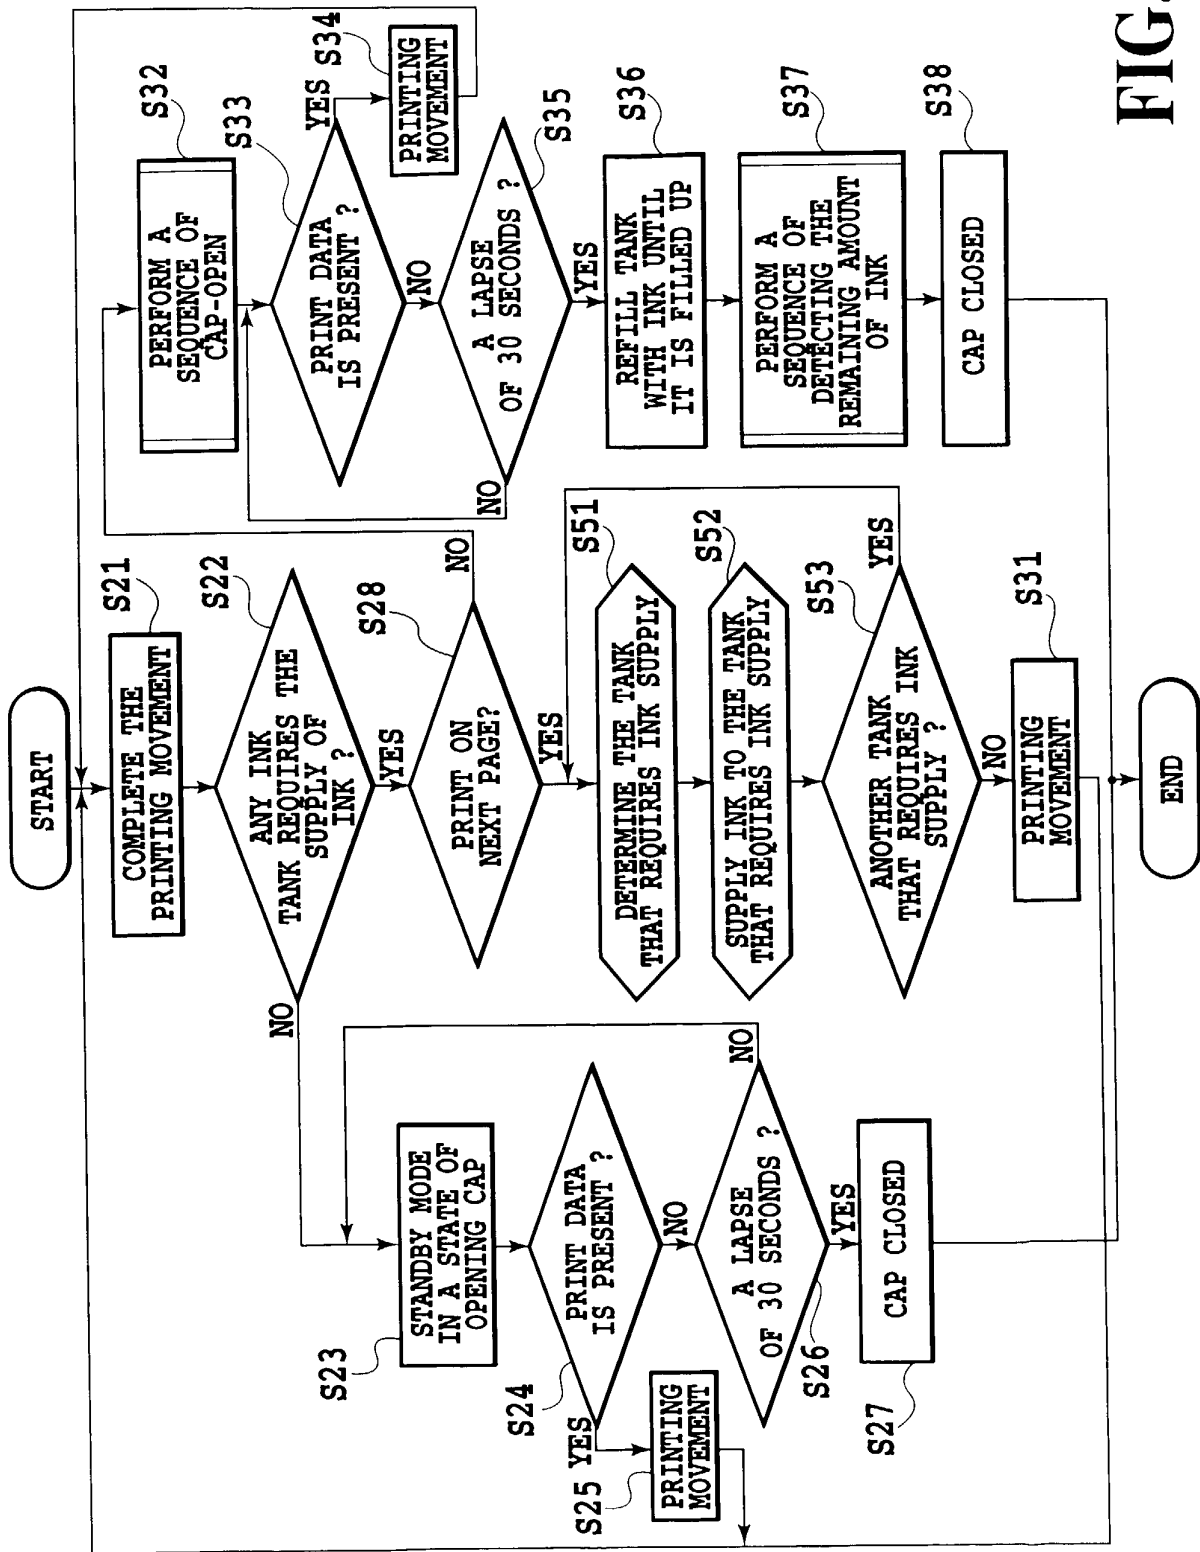 START
COMPLETE THE
PRINTING MOVEMENT
S21
ANY INK
TANK REQUIRES THE
SUPPLY OF
INK ?
S22
NO
YES
STANDBY MODE
IN A STATE OF
OPENING CAP
S23
PRINT DATA
IS PRESENT ?
S24
YES
NO
PRINTING
MOVEMENT
S25
A LAPSE
OF 30 SECONDS ?
S26
NO
YES
CAP CLOSED
S27
PRINT ON
NEXT PAGE?
S28
NO
YES
DETERMINE THE TANK
THAT REQUIRES INK SUPPLY
S51
SUPPLY INK TO THE TANK
THAT REQUIRES INK SUPPLY
S52
ANOTHER TANK
THAT REQUIRES INK
SUPPLY ?
S53
YES
NO
PRINTING
MOVEMENT
S31
PERFORM A
SEQUENCE OF
CAP-OPEN
S32
PRINT DATA
IS PRESENT ?
S33
YES
NO
PRINTING
MOVEMENT
S34
A LAPSE
OF 30 SECONDS ?
S35
NO
YES
REFILL TANK
WITH INK UNTIL
IT IS FILLED UP
S36
PERFORM A
SEQUENCE OF
DETECTING THE
REMAINING AMOUNT
OF INK
S37
CAP CLOSED
S38
END
FIG.